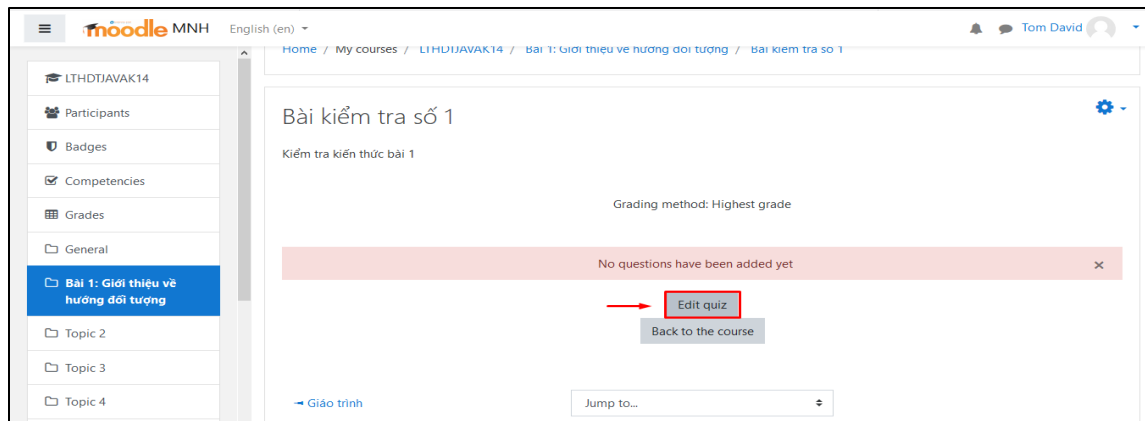 moodle MNH English (en)
Tom David
Home / My courses / LTHDTJAVAK14 / Bài 1: Giới thiệu về hướng đối tượng / Bài kiểm tra số 1
LTHDTJAVAK14
Participants
Badges
Competencies
Grades
General
Bài 1: Giới thiệu về
hướng đối tượng
Topic 2
Topic 3
Topic 4
Bài kiểm tra số 1
Kiểm tra kiến thức bài 1
Grading method: Highest grade
No questions have been added yet ×
Edit quiz
Back to the course
◄ Giáo trình
Jump to...